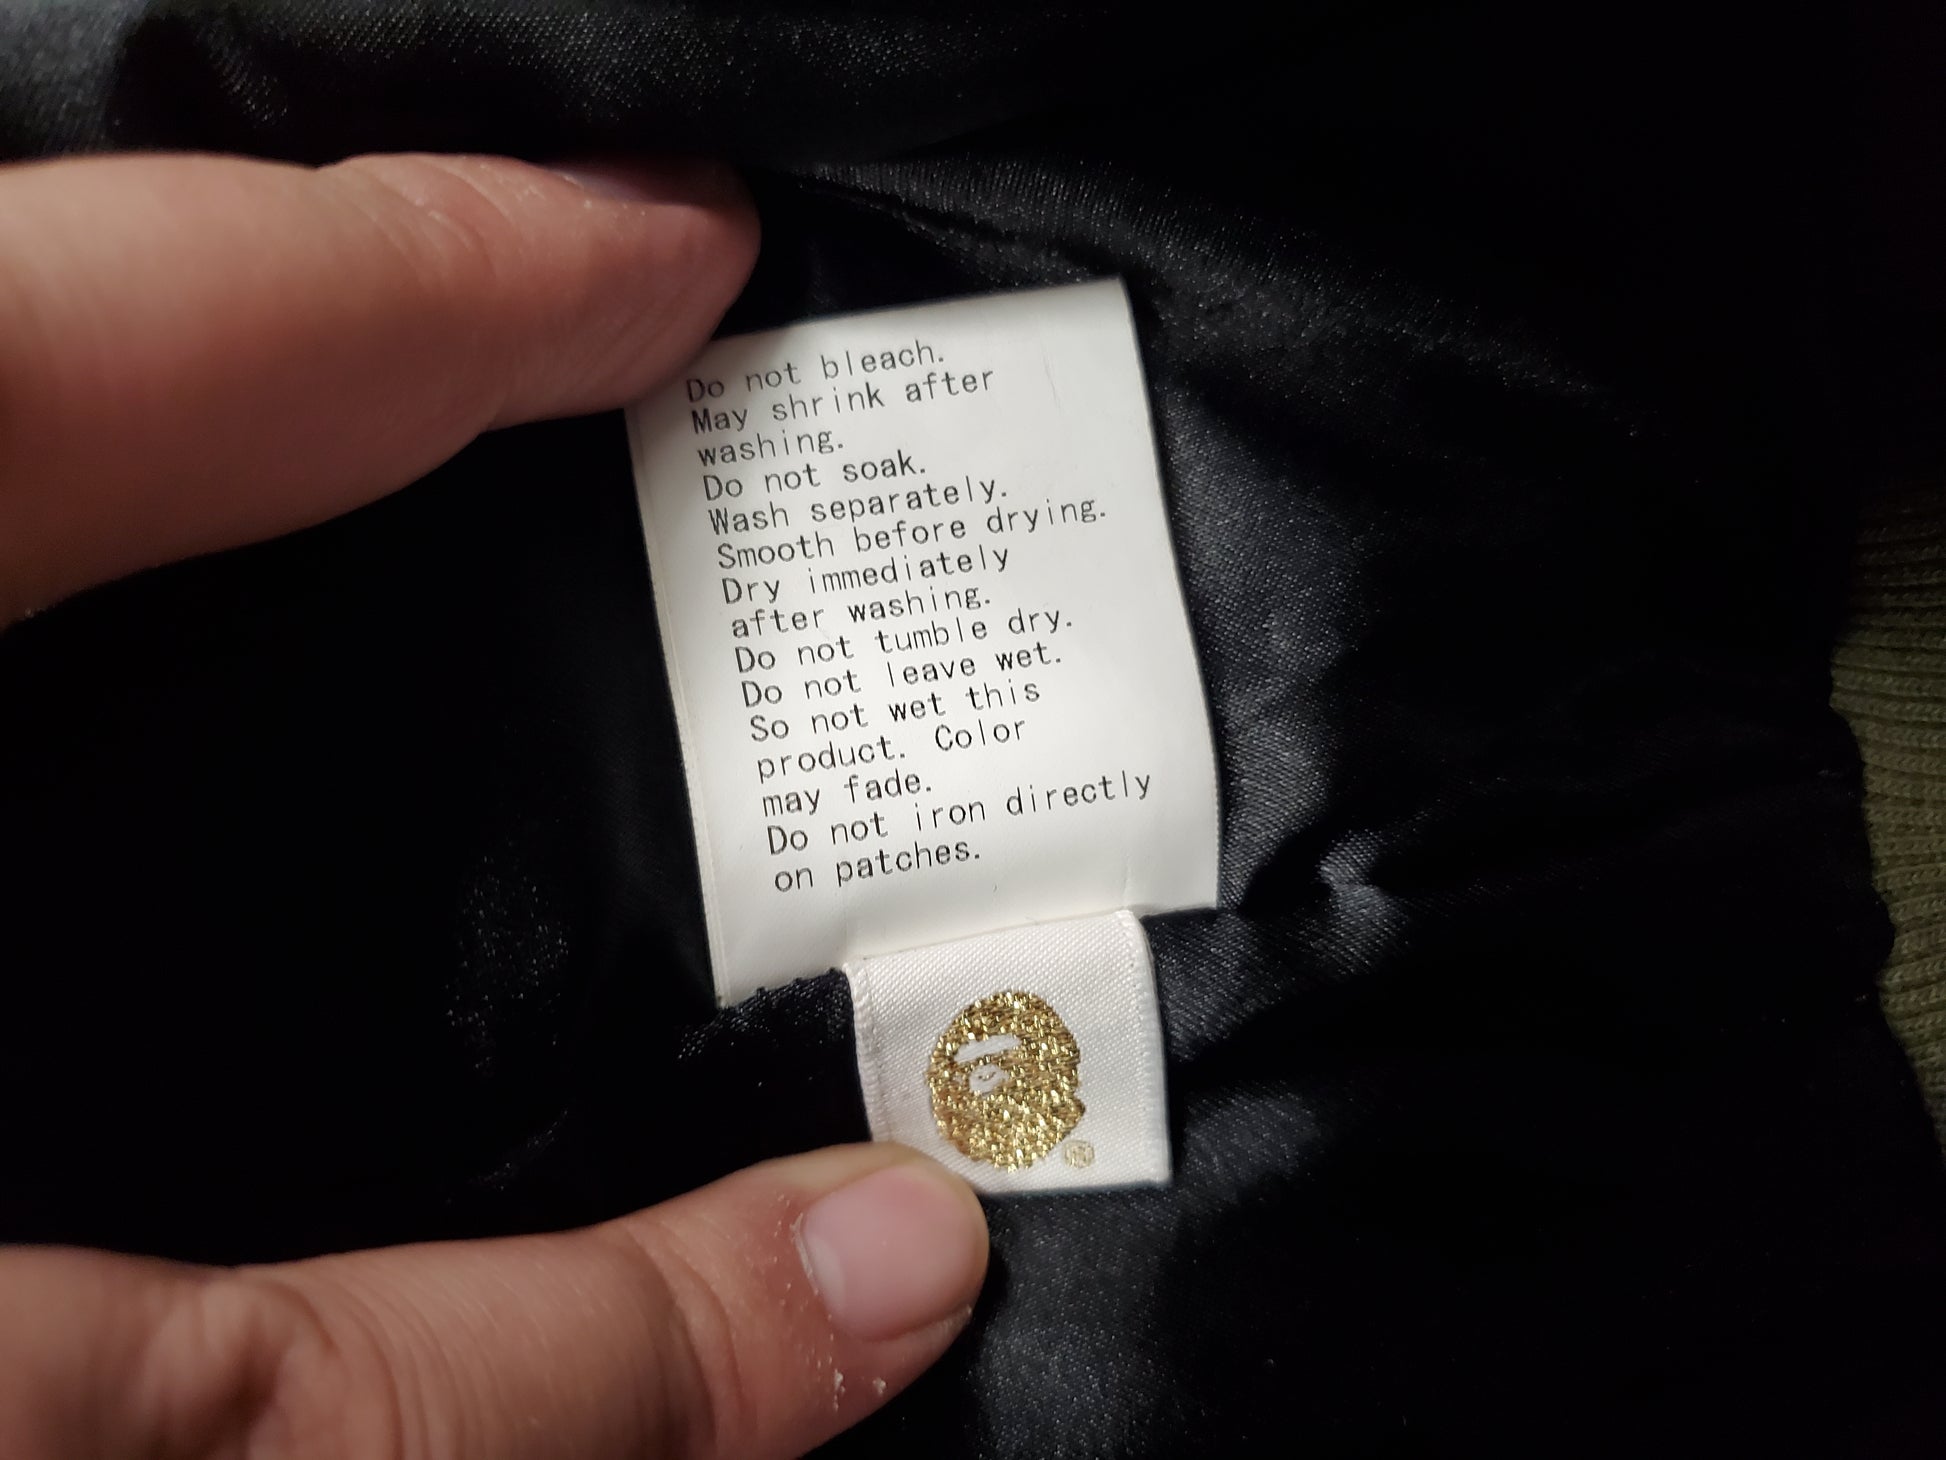 Do not bleach.
May shrink after
washing.
Do not soak.
Wash separately.
Smooth before drying.
Dry immediately
after washing.
Do not tumble dry.
Do not leave wet.
So not wet this
product. Color
may fade.
Do not iron directly
on patches.
®